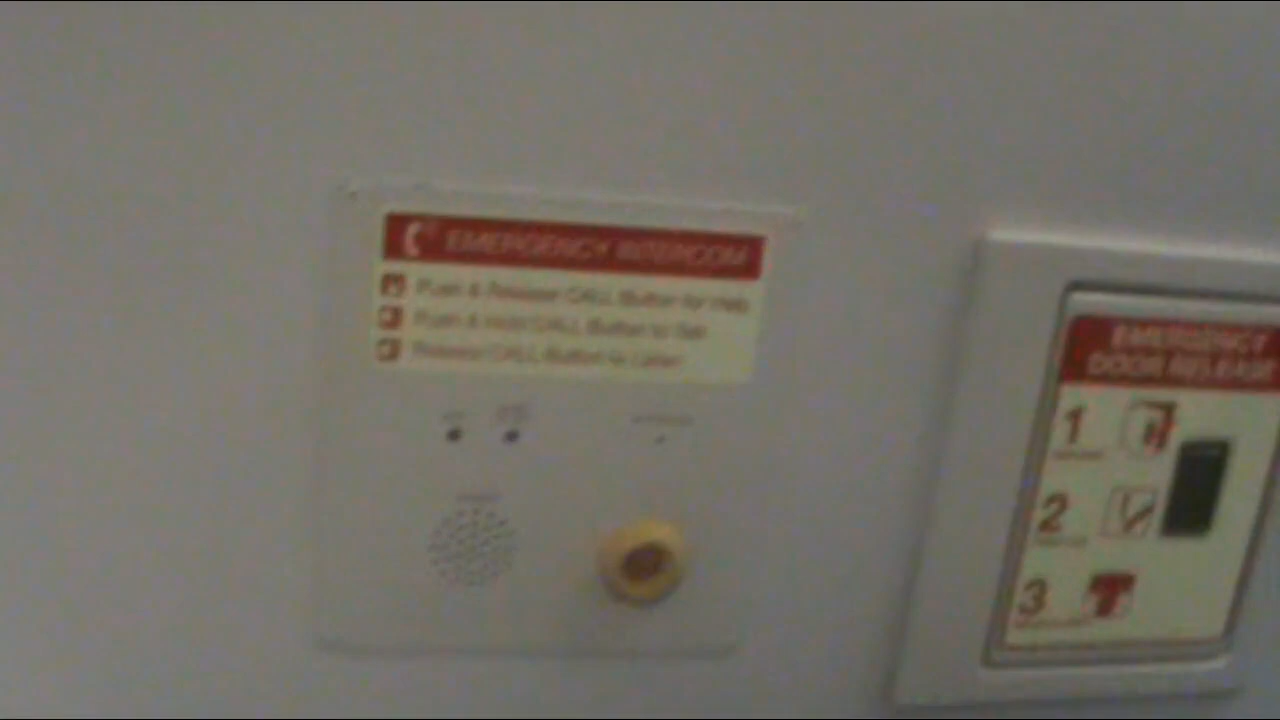 EMERGENCY INTERCOM
Push & Release CALL Button for Help
Push & Hold CALL Button to Talk
Release CALL Button to Listen
EMERGENCY
DOOR RELEASE
1
2
3